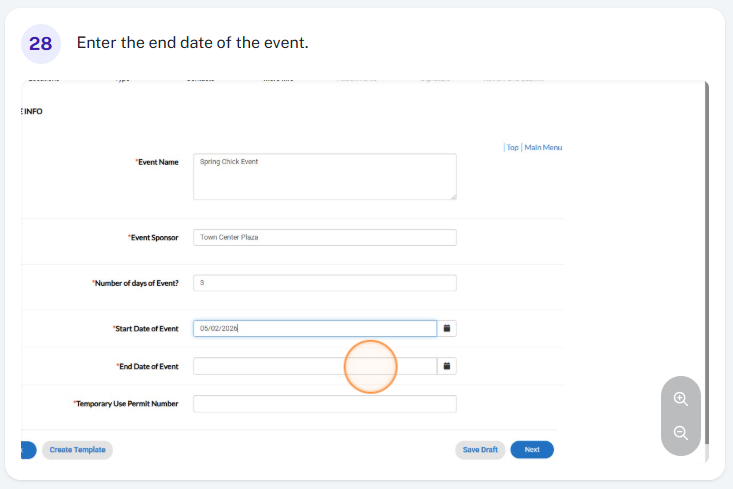 28 Enter the end date of the event.
E INFO
| Top | Main Menu
*Event Name Spring Chick Event
*Event Sponsor Town Center Plaza
*Number of days of Event? 3
*Start Date of Event 05/02/2026
*End Date of Event
*Temporary Use Permit Number
Create Template Save Draft Next